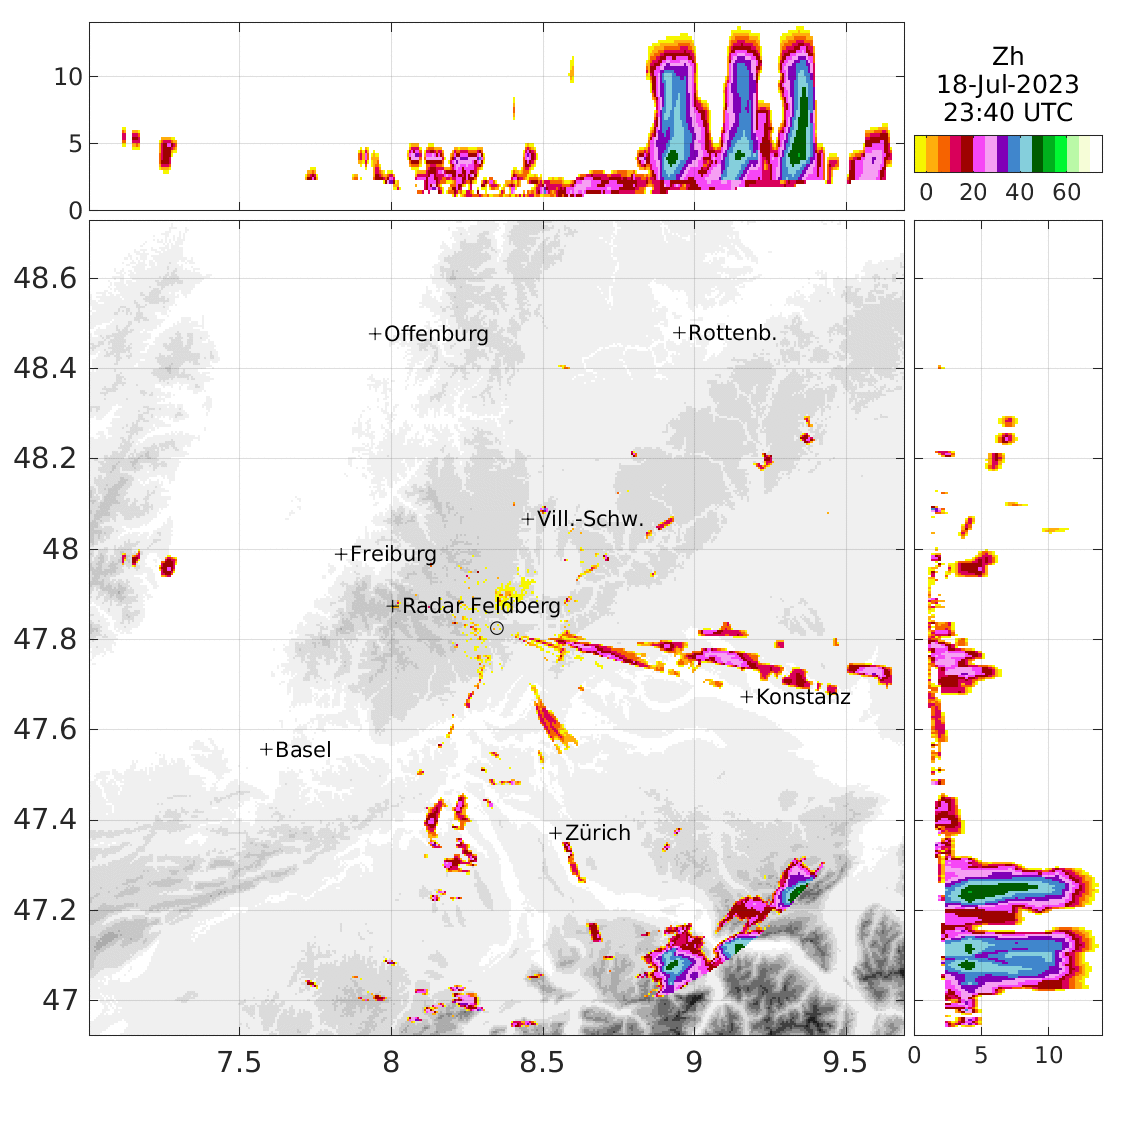 10
5
0
Zh
18-Jul-2023
23:40 UTC
0 20 40 60
48.6
48.4
48.2
48
47.8
47.6
47.4
47.2
47
Offenburg
Rottenb.
Vill.-Schw.
Freiburg
Radar Feldberg
Konstanz
Basel
Zürich
7.5 8 8.5 9 9.5
0 5 10